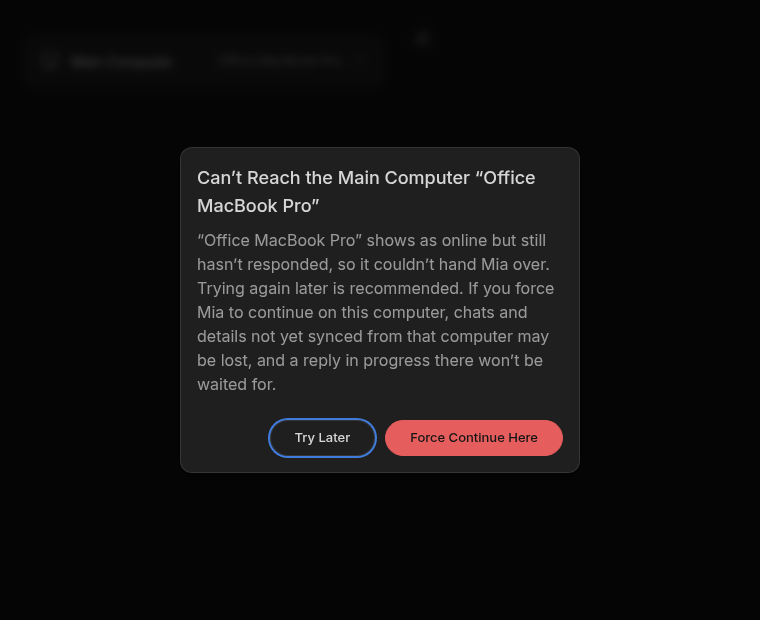 Main Computer
Can’t Reach the Main Computer “Office
MacBook Pro”
“Office MacBook Pro” shows as online but still
hasn’t responded, so it couldn’t hand Mia over.
Trying again later is recommended. If you force
Mia to continue on this computer, chats and
details not yet synced from that computer may
be lost, and a reply in progress there won’t be
waited for.
Try Later
Force Continue Here